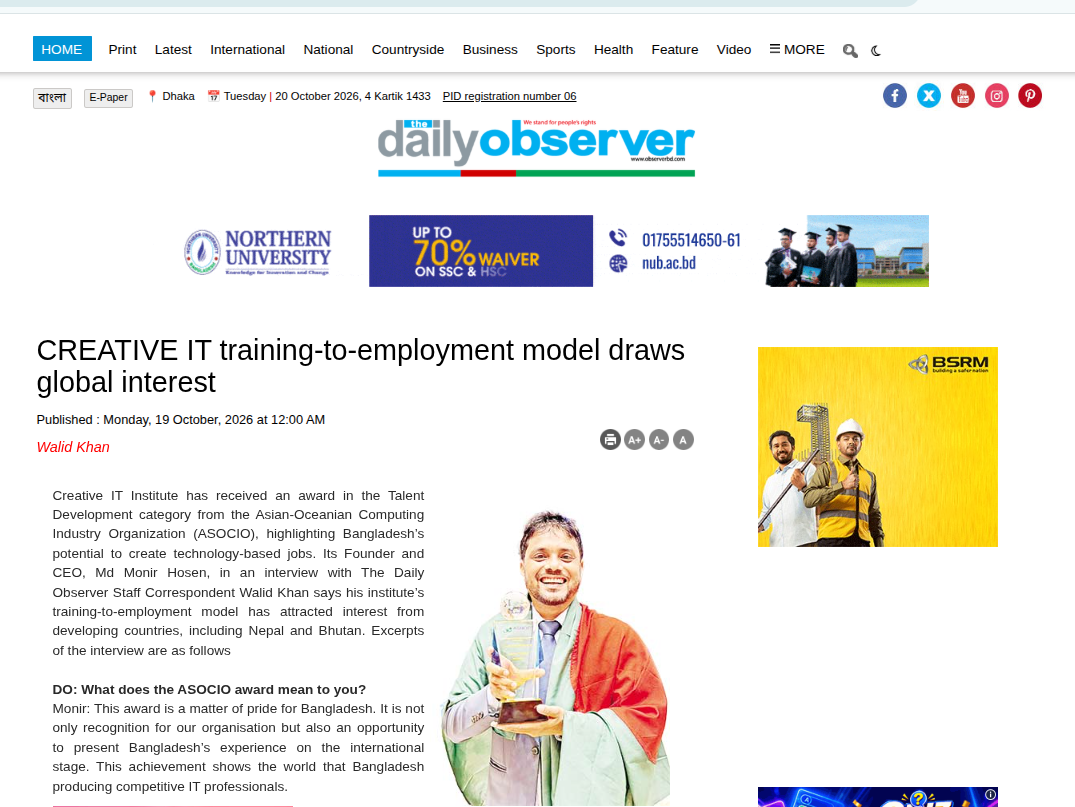 HOME Print Latest International National Countryside Business Sports Health Feature Video MORE
বাংলা E-Paper Dhaka Tuesday | 20 October 2026, 4 Kartik 1433 PID registration number 06
the We stand for people's rights
dailyobserver
www.observerbd.com
NORTHERN UNIVERSITY
Knowledge for Innovation and Change
UP TO
70% WAIVER
ON SSC & HSC
01755514650-61
nub.ac.bd
CREATIVE IT training-to-employment model draws
global interest
Published : Monday, 19 October, 2026 at 12:00 AM
Walid Khan
A+ A- A
BSRM
building a safer nation
Creative IT Institute has received an award in the Talent
Development category from the Asian-Oceanian Computing
Industry Organization (ASOCIO), highlighting Bangladesh’s
potential to create technology-based jobs. Its Founder and
CEO, Md Monir Hosen, in an interview with The Daily
Observer Staff Correspondent Walid Khan says his institute’s
training-to-employment model has attracted interest from
developing countries, including Nepal and Bhutan. Excerpts
of the interview are as follows
DO: What does the ASOCIO award mean to you?
Monir: This award is a matter of pride for Bangladesh. It is not
only recognition for our organisation but also an opportunity
to present Bangladesh’s experience on the international
stage. This achievement shows the world that Bangladesh
producing competitive IT professionals.